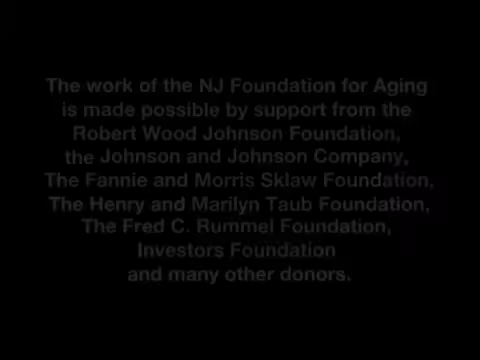 The work of the NJ Foundation for Aging
is made possible by support from the
Robert Wood Johnson Foundation,
the Johnson and Johnson Company,
The Fannie and Morris Sklaw Foundation,
The Henry and Marilyn Taub Foundation,
The Fred C. Rummel Foundation,
Investors Foundation
and many other donors.